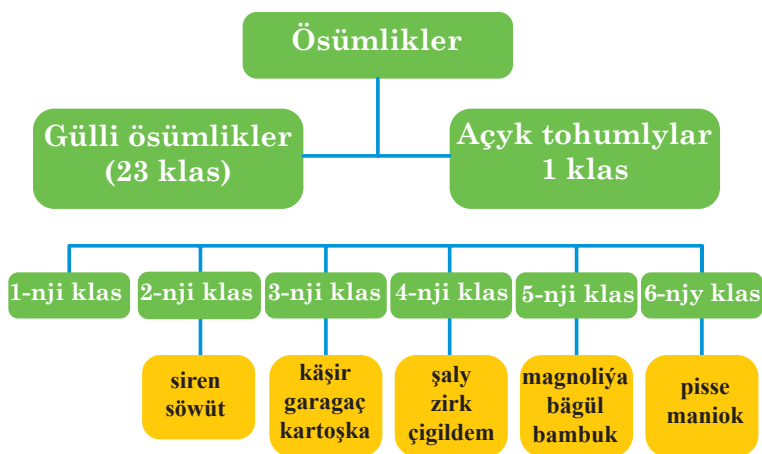 Ösümlikler
Gülli ösümlikler
(23 klas)
Açyk tohumlylar
1 klas
1-nji klas
2-nji klas
3-nji klas
4-nji klas
5-nji klas
6-njy klas
siren
söwüt
käşir
garagaç
kartoşka
şaly
zirk
çigildem
magnoliýa
bägül
bambuk
pisse
maniok